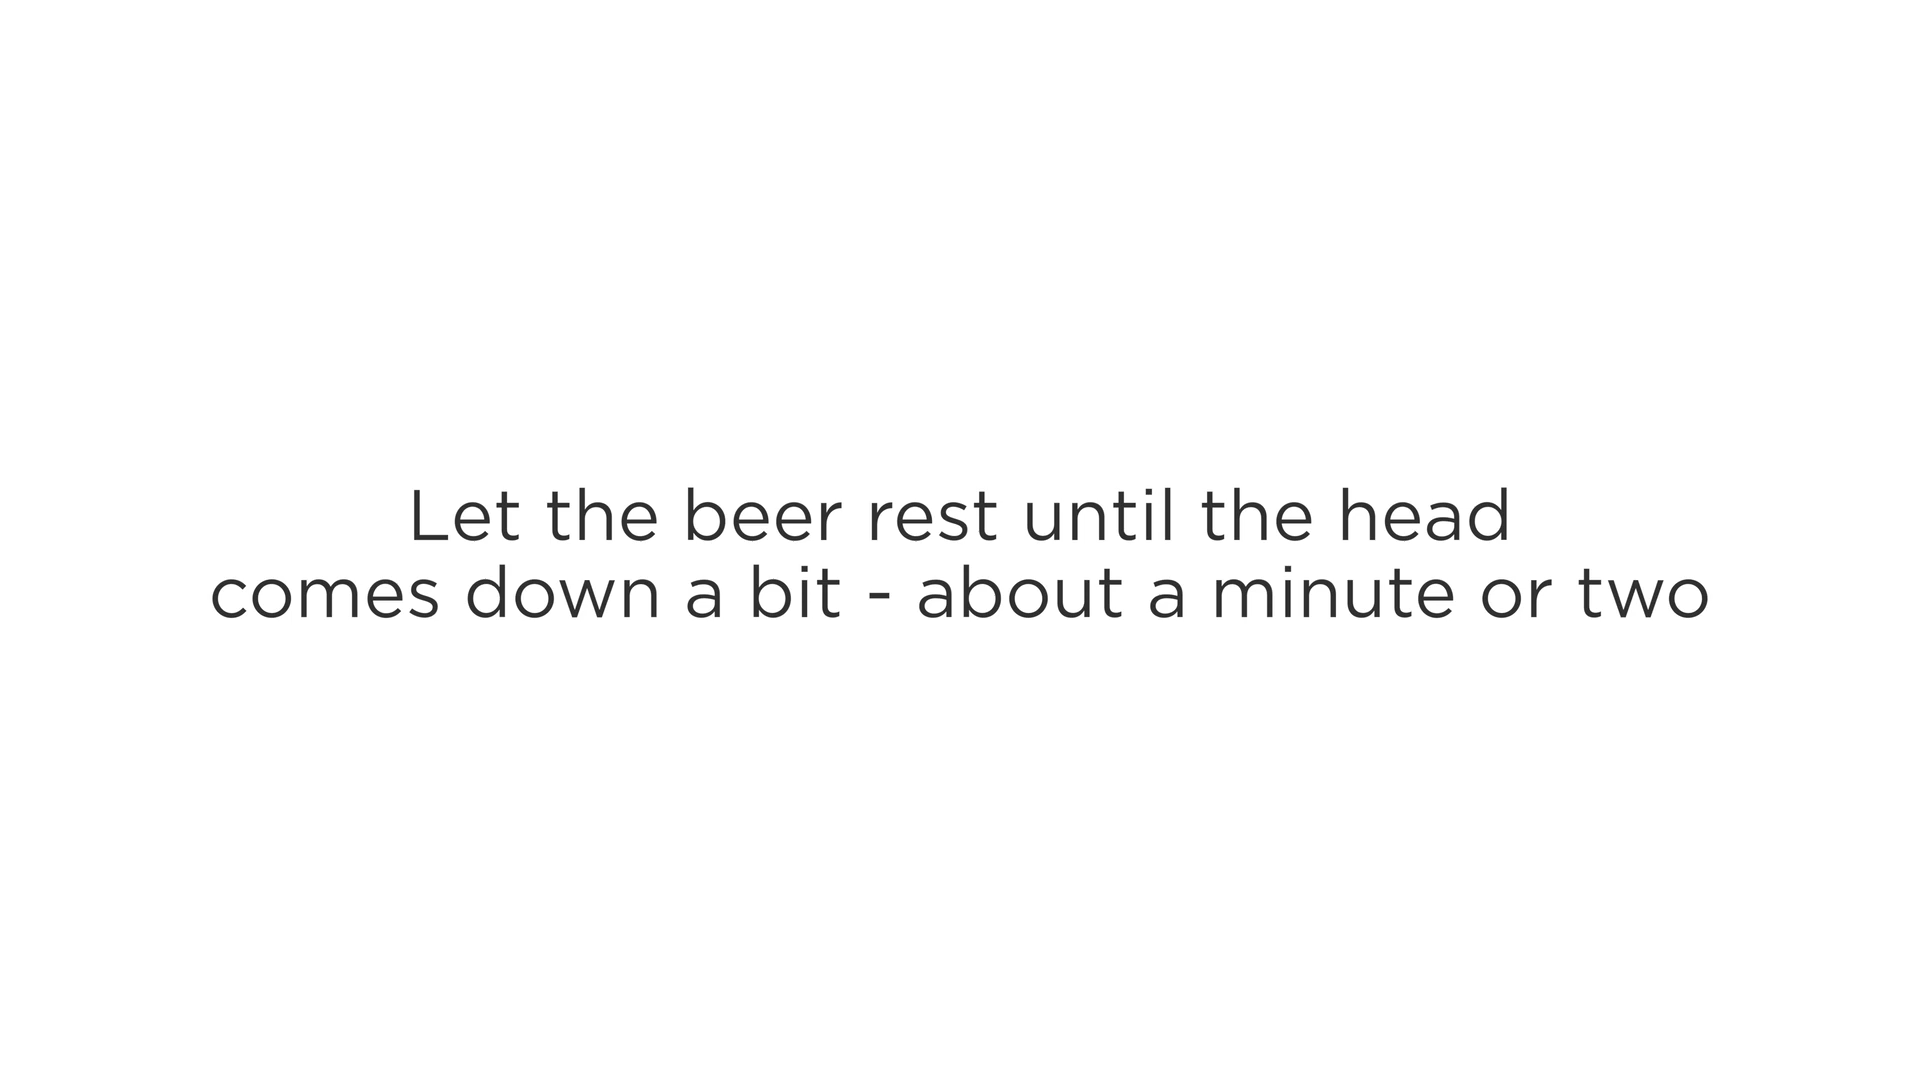 Let the beer rest until the head
comes down a bit - about a minute or two